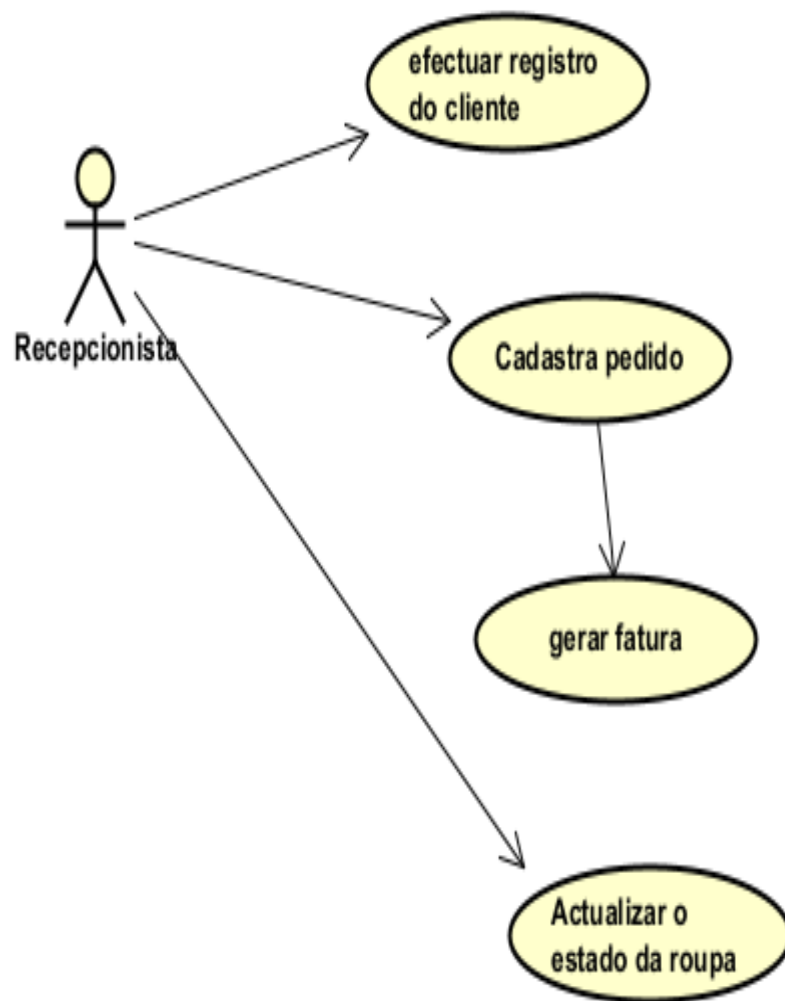 efectuar registro
do cliente
Recepcionista
Cadastra pedido
gerar fatura
Actualizar o
estado da roupa